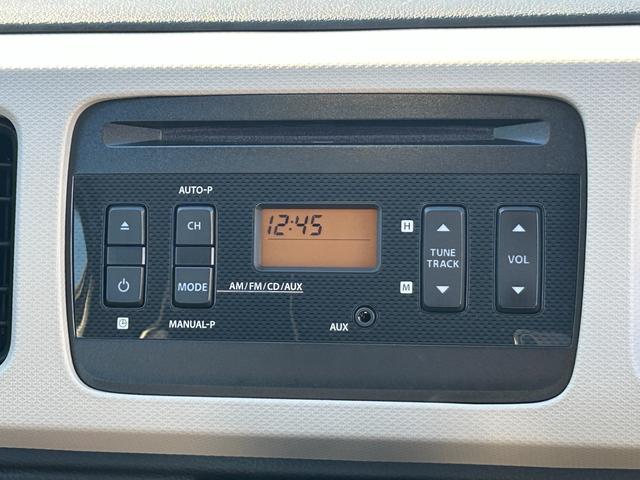 AUTO-P
CH
12:45
H
TUNE
TRACK
VOL
MODE
AM/FM/CD/AUX
M
MANUAL-P
AUX